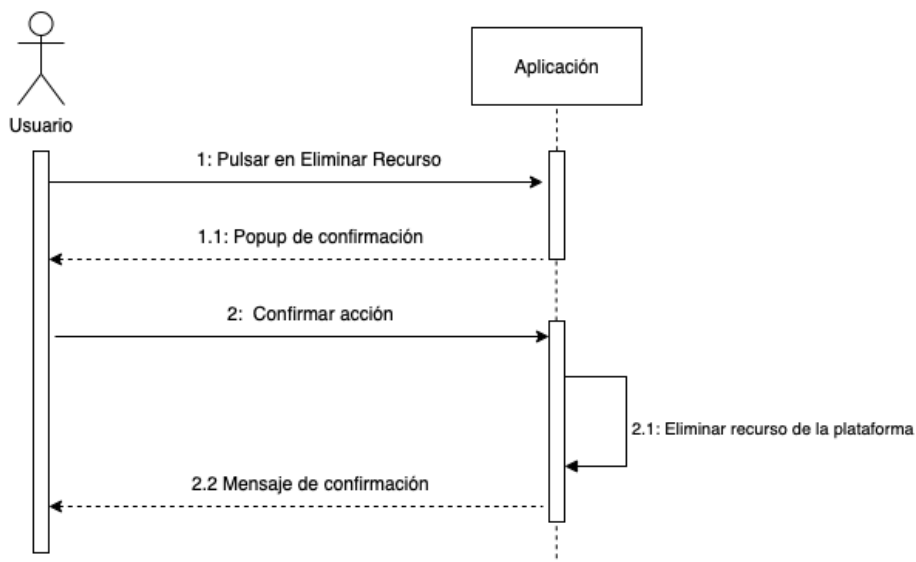 Aplicación
Usuario
1: Pulsar en Eliminar Recurso
1.1: Popup de confirmación
2: Confirmar acción
2.1: Eliminar recurso de la plataforma
2.2 Mensaje de confirmación